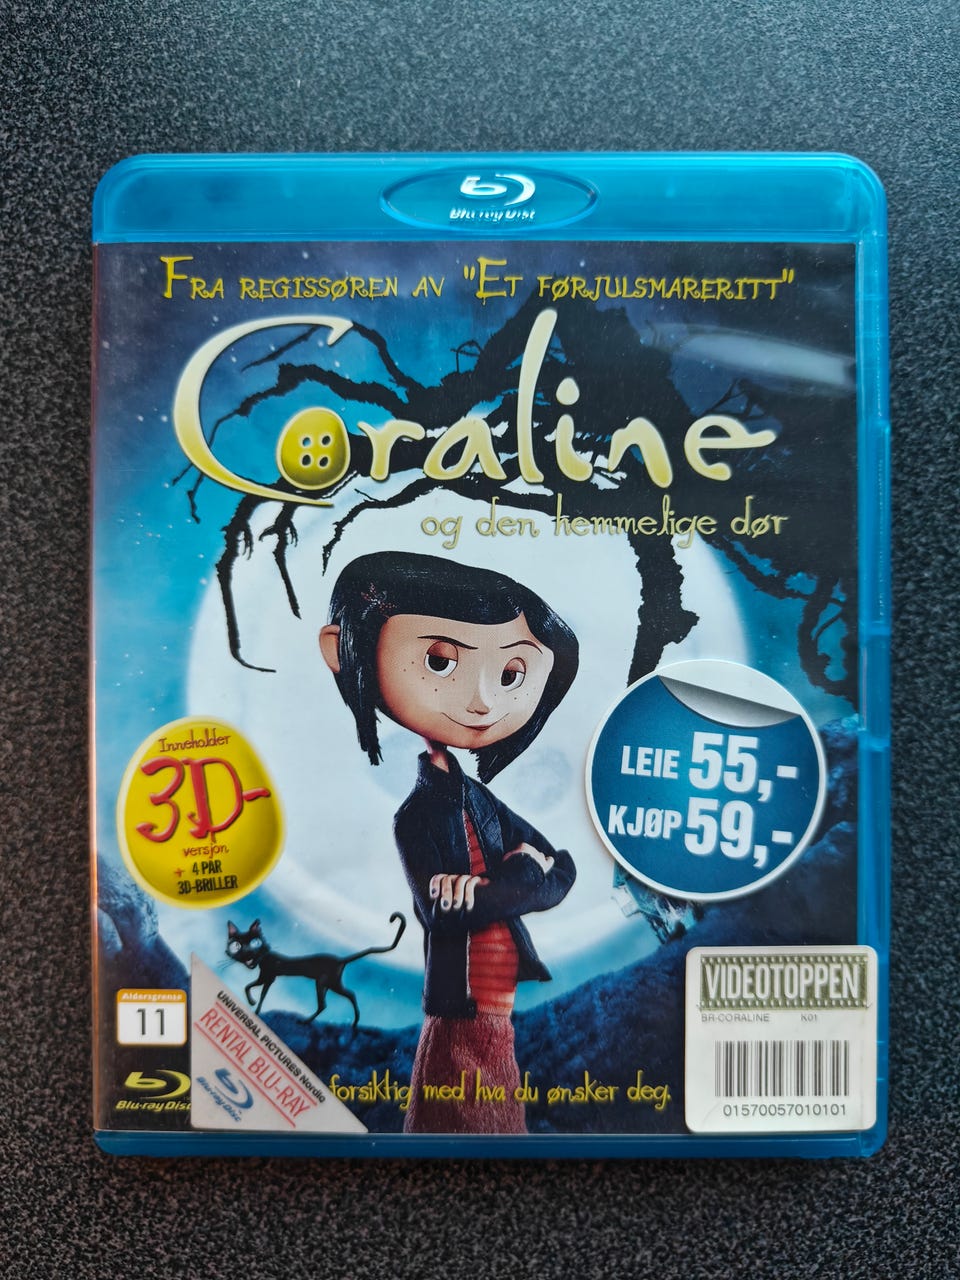 Blu-ray Disc
FRA REGISSØREN AV "ET FØRJULSMARERITT"
Coraline
og den hemmelige dør
LEIE 55,-
KJØP 59,-
Inneholder
3D-
versjon
+ 4 PAR
3D-BRILLER
Aldersgrense
11
UNIVERSAL PICTURES Nordic
RENTAL BLU-RAY
Blu-ray Disc
Blu-ray Disc
forsiktig med hva du ønsker deg.
VIDEOTOPPEN
BR-CORALINE K01
01570057010101